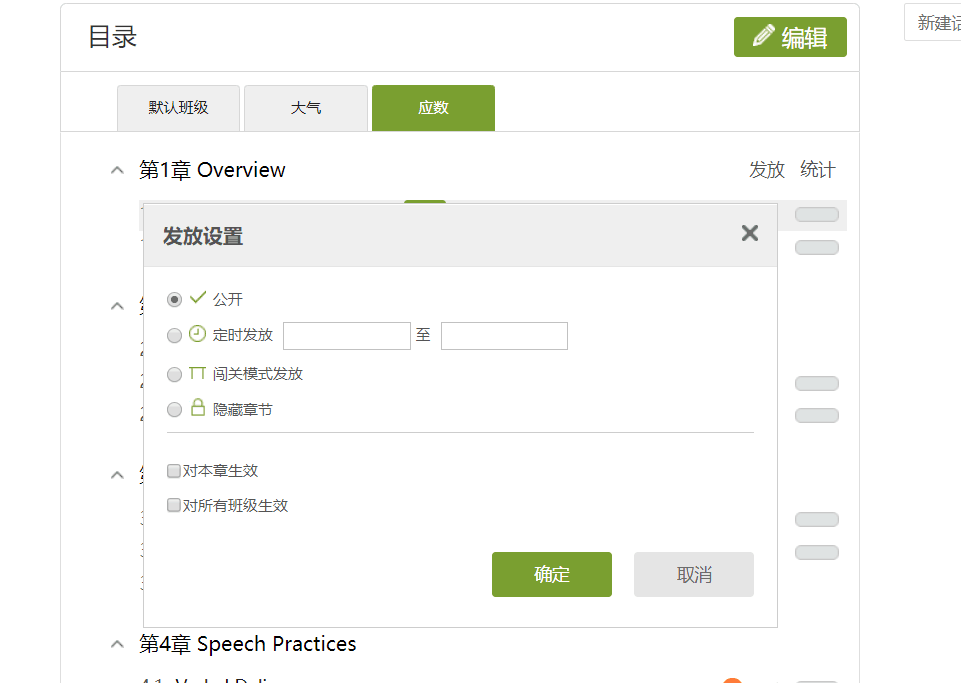 目录
编辑
默认班级 大气 应数
第1章 Overview
发放 统计
发放设置
公开
定时发放 至
闯关模式发放
隐藏章节
对本章生效
对所有班级生效
确定 取消
第4章 Speech Practices